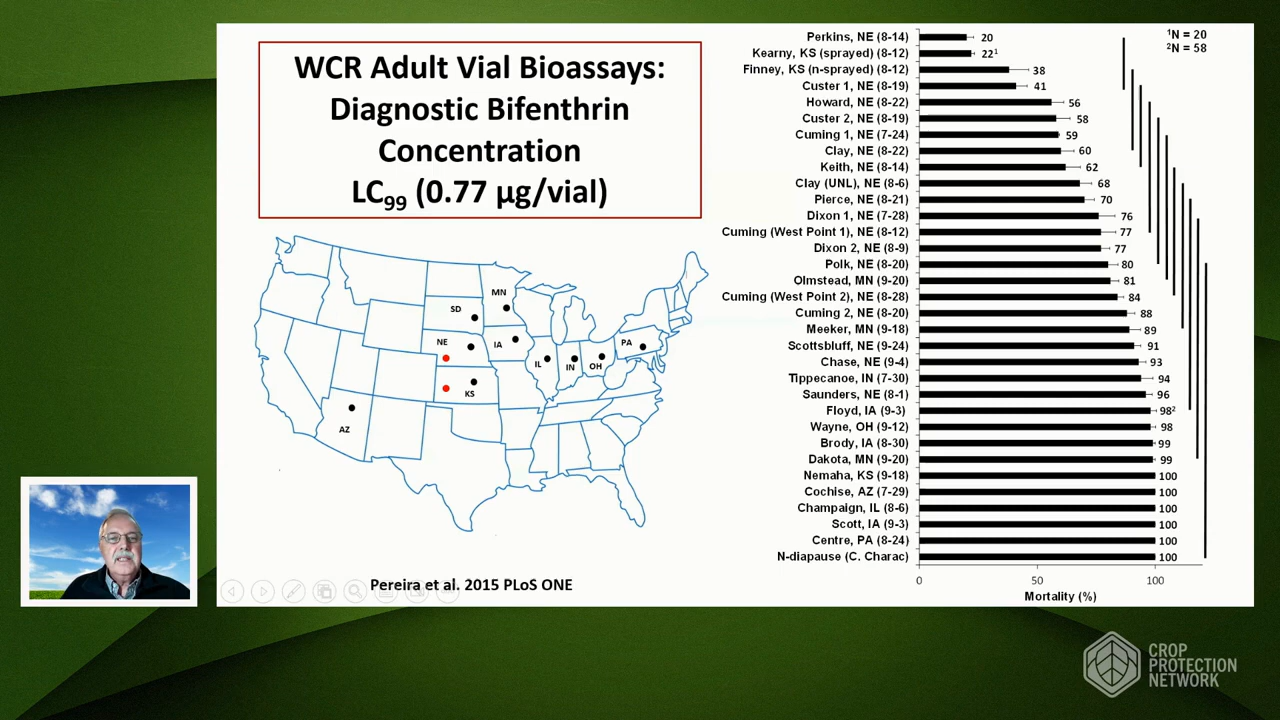 WCR Adult Vial Bioassays:
Diagnostic Bifenthrin
Concentration
LC99 (0.77 µg/vial)
MN
SD
NE
IA
PA
IL
IN
OH
KS
AZ
Pereira et al. 2015 PLoS ONE
¹N = 20
²N = 58
Perkins, NE (8-14) 20
Kearny, KS (sprayed) (8-12) 22¹
Finney, KS (n-sprayed) (8-12) 38
Custer 1, NE (8-19) 41
Howard, NE (8-22) 56
Custer 2, NE (8-19) 58
Cuming 1, NE (7-24) 59
Clay, NE (8-22) 60
Keith, NE (8-14) 62
Clay (UNL), NE (8-6) 68
Pierce, NE (8-21) 70
Dixon 1, NE (7-28) 76
Cuming (West Point 1), NE (8-12) 77
Dixon 2, NE (8-9) 77
Polk, NE (8-20) 80
Olmstead, MN (9-20) 81
Cuming (West Point 2), NE (8-28) 84
Cuming 2, NE (8-20) 88
Meeker, MN (9-18) 89
Scottsbluff, NE (9-24) 91
Chase, NE (9-4) 93
Tippecanoe, IN (7-30) 94
Saunders, NE (8-1) 96
Floyd, IA (9-3) 98²
Wayne, OH (9-12) 98
Brody, IA (8-30) 99
Dakota, MN (9-20) 99
Nemaha, KS (9-18) 100
Cochise, AZ (7-29) 100
Champaign, IL (8-6) 100
Scott, IA (9-3) 100
Centre, PA (8-24) 100
N-diapause (C. Charac) 100
0 50 100
Mortality (%)
CROP
PROTECTION
NETWORK